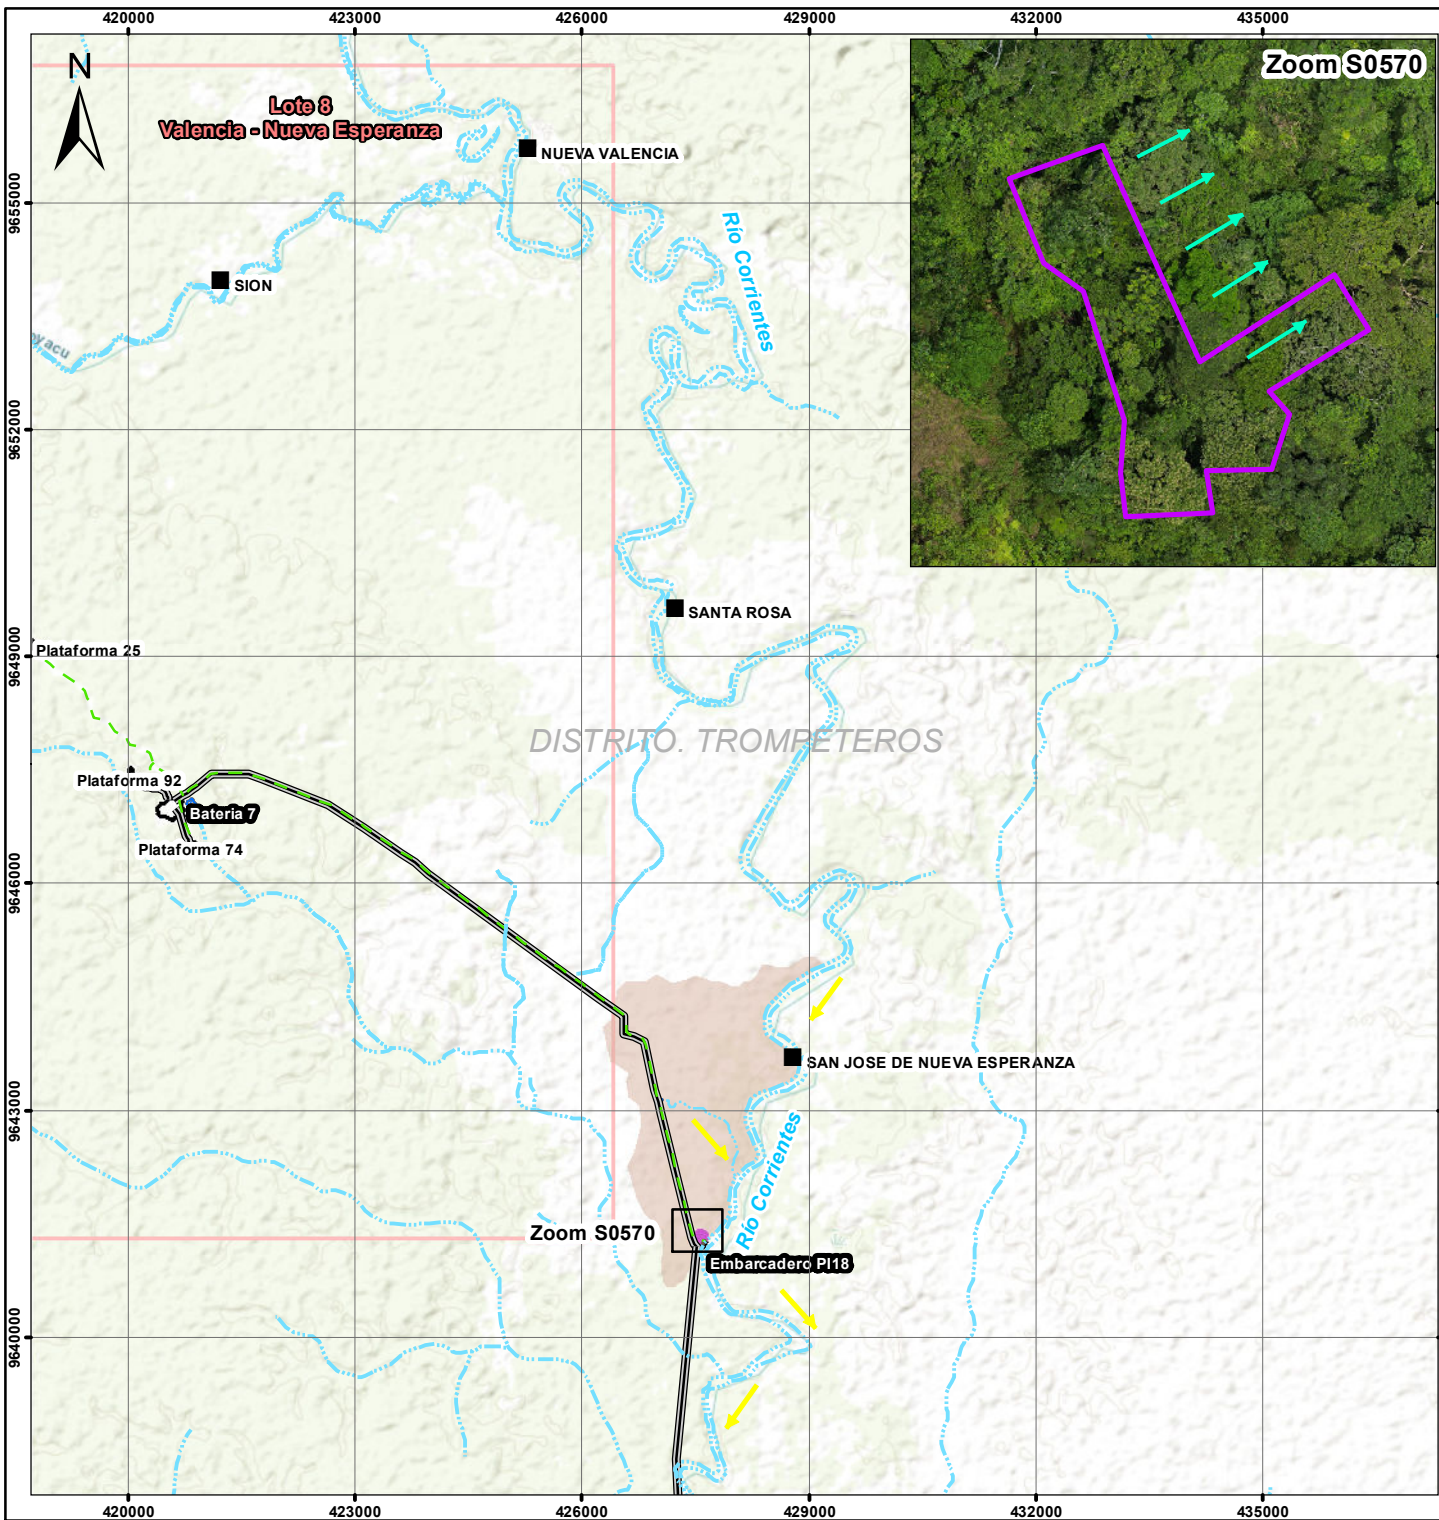 420000
423000
426000
429000
432000
435000
N
Zoom S0570
Lote 8
Valencia - Nueva Esperanza
NUEVA VALENCIA
9655000
Río Corrientes
SION
9652000
SANTA ROSA
9649000
Plataforma 25
DISTRITO. TROMPETEROS
Plataforma 92
Bateria 7
Plataforma 74
9646000
SAN JOSE DE NUEVA ESPERANZA
9643000
Río Corrientes
Zoom S0570
Embarcadero PI18
9640000
420000
423000
426000
429000
432000
435000